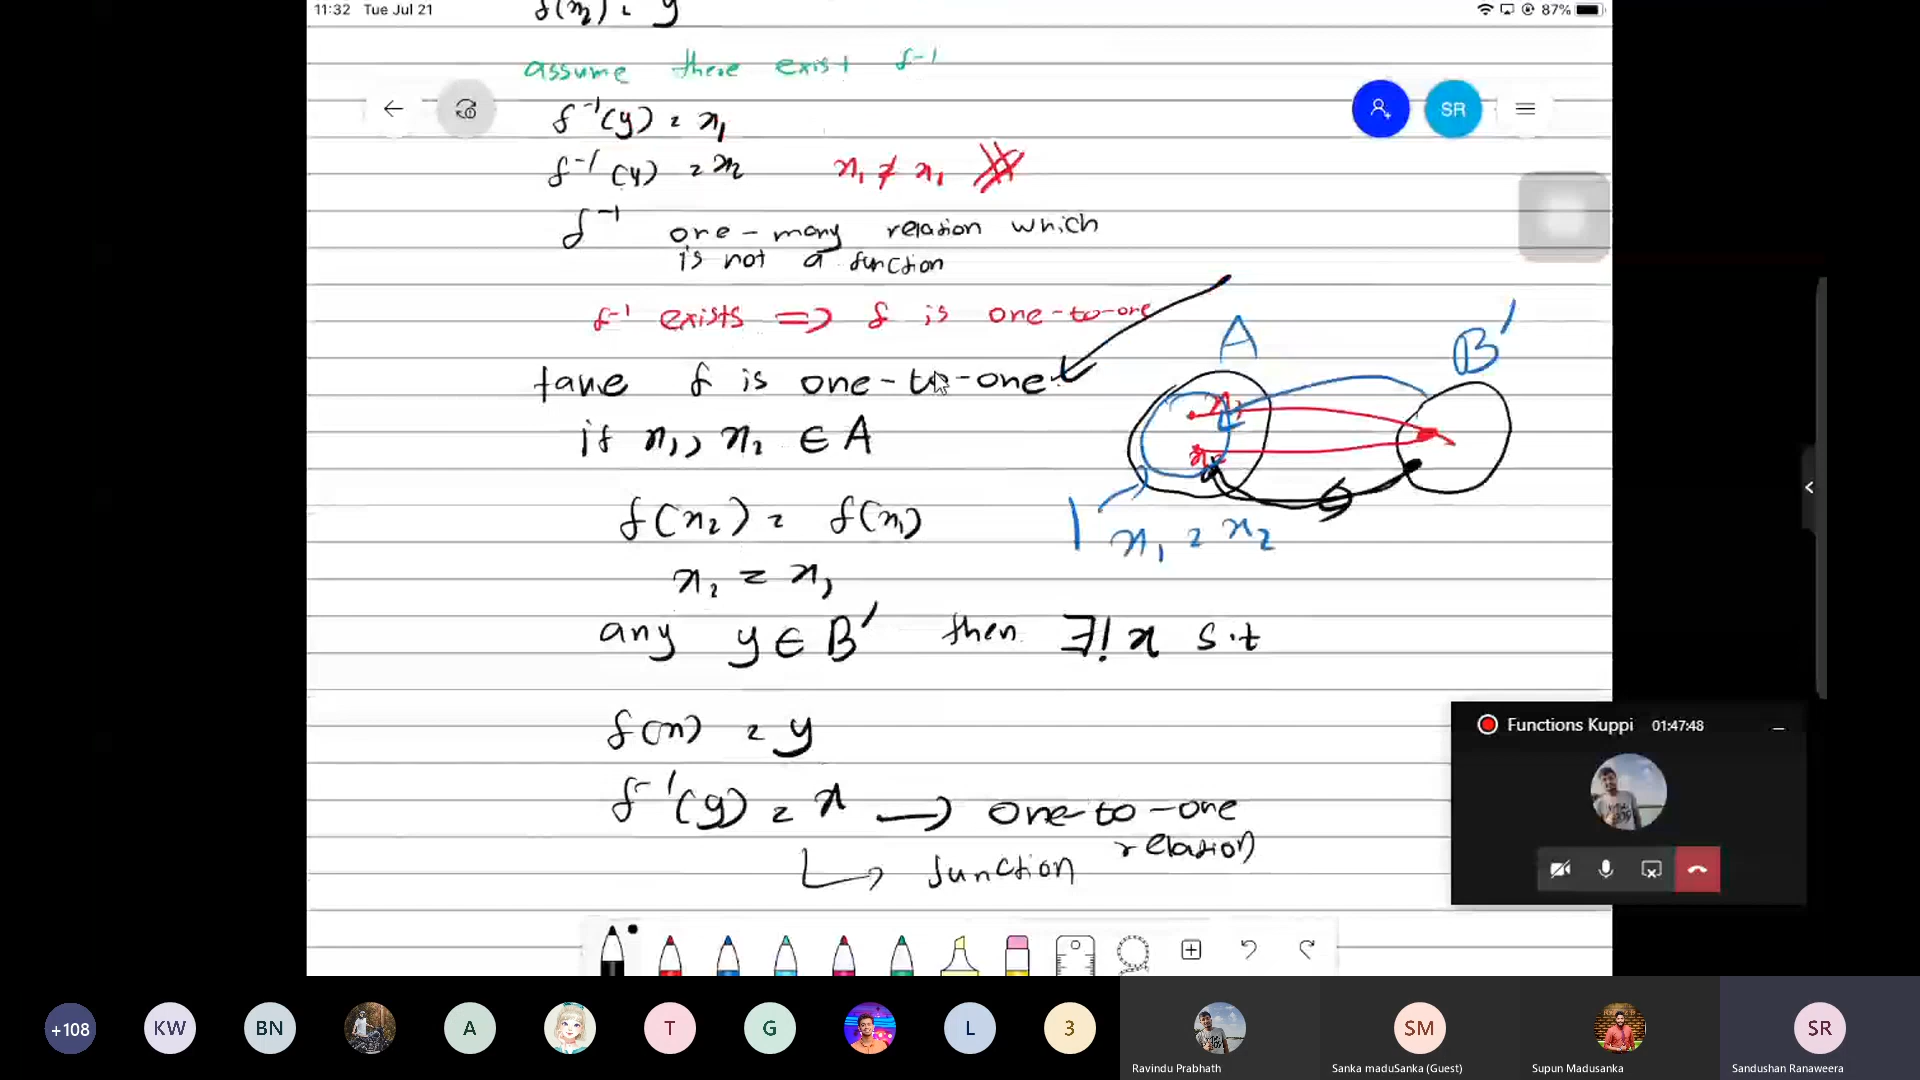 11:32 Tue Jul 21
87%
f(x₂) = y
assume there exist f⁻¹
f⁻¹(y) = x₁
SR
f⁻¹(y) = x₂ x₁ ≠ x₁
f⁻¹ one-many relation which
is not a function
f⁻¹ exists => f is one-to-one
A B'
take f is one-to-one
x₁
if x₁, x₂ ∈ A
x₂
f(x₂) = f(x₁)
x₁ = x₂
x₂ = x₁
any y ∈ B' then ∃! x s.t
f(x) = y
Functions Kuppi 01:47:48
f⁻¹(y) = x → one-to-one
relation
↳ function
+108 KW BN A T G L 3 SM SR
Ravindu Prabhath
Sanka maduSanka (Guest)
Supun Madusanka
Sandushan Ranaweera